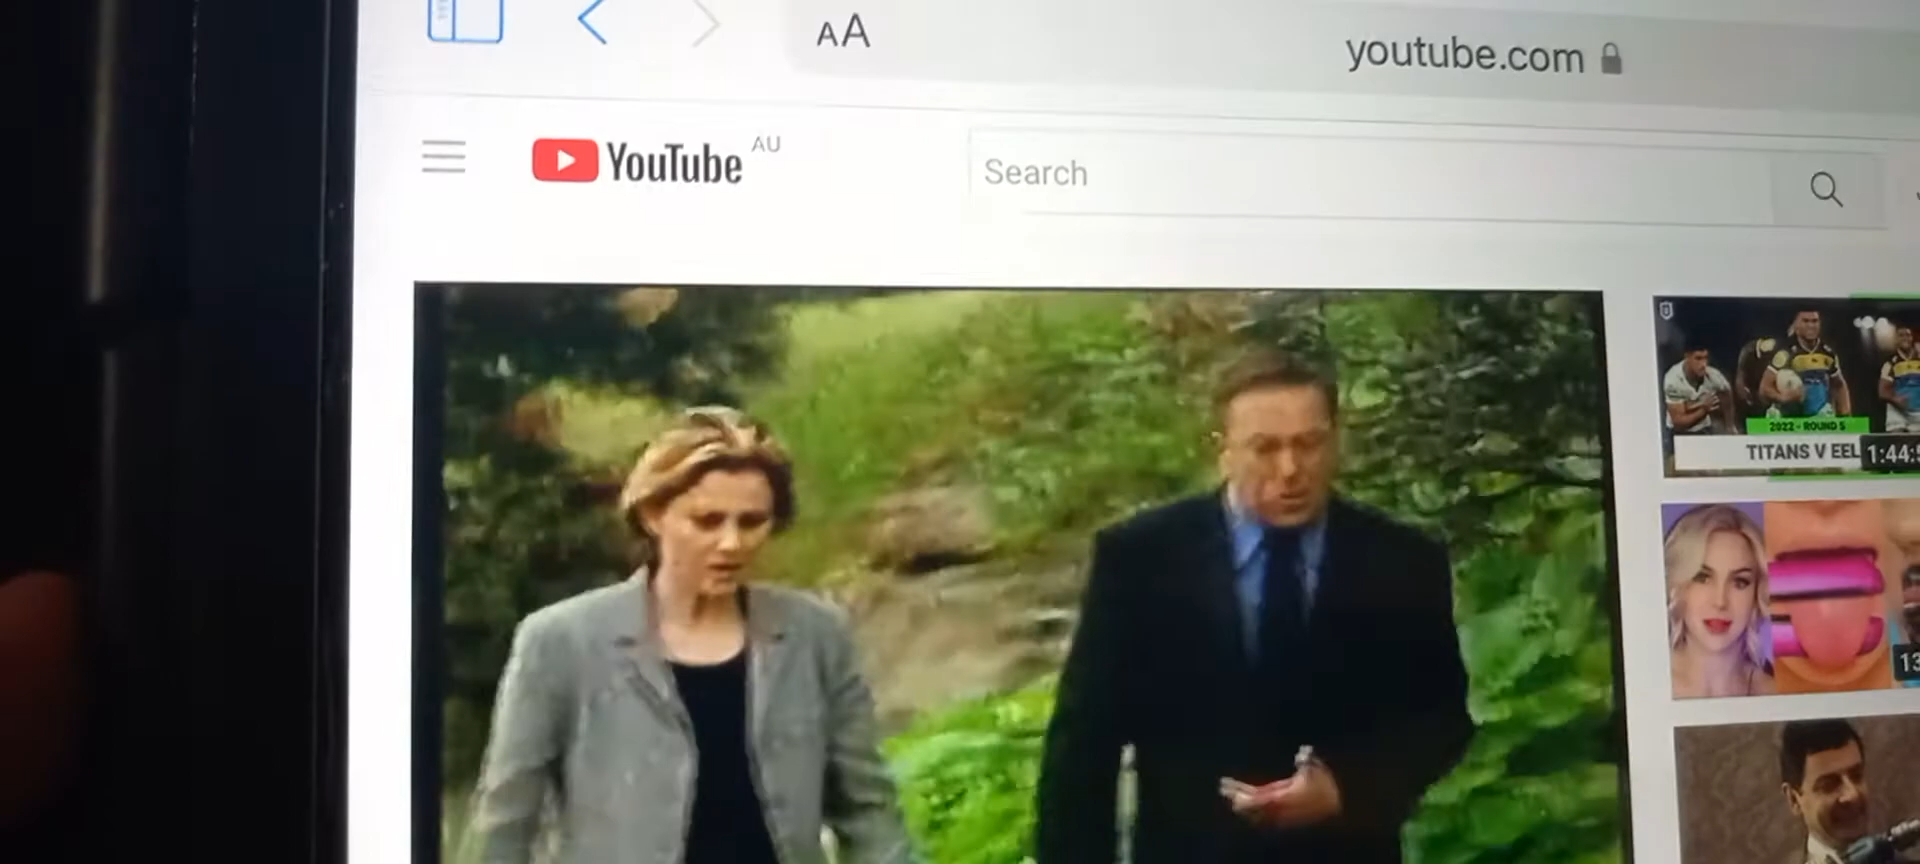 AA
youtube.com
YouTube AU
Search
2022 - ROUND 5
TITANS V EEL
1:44:
13